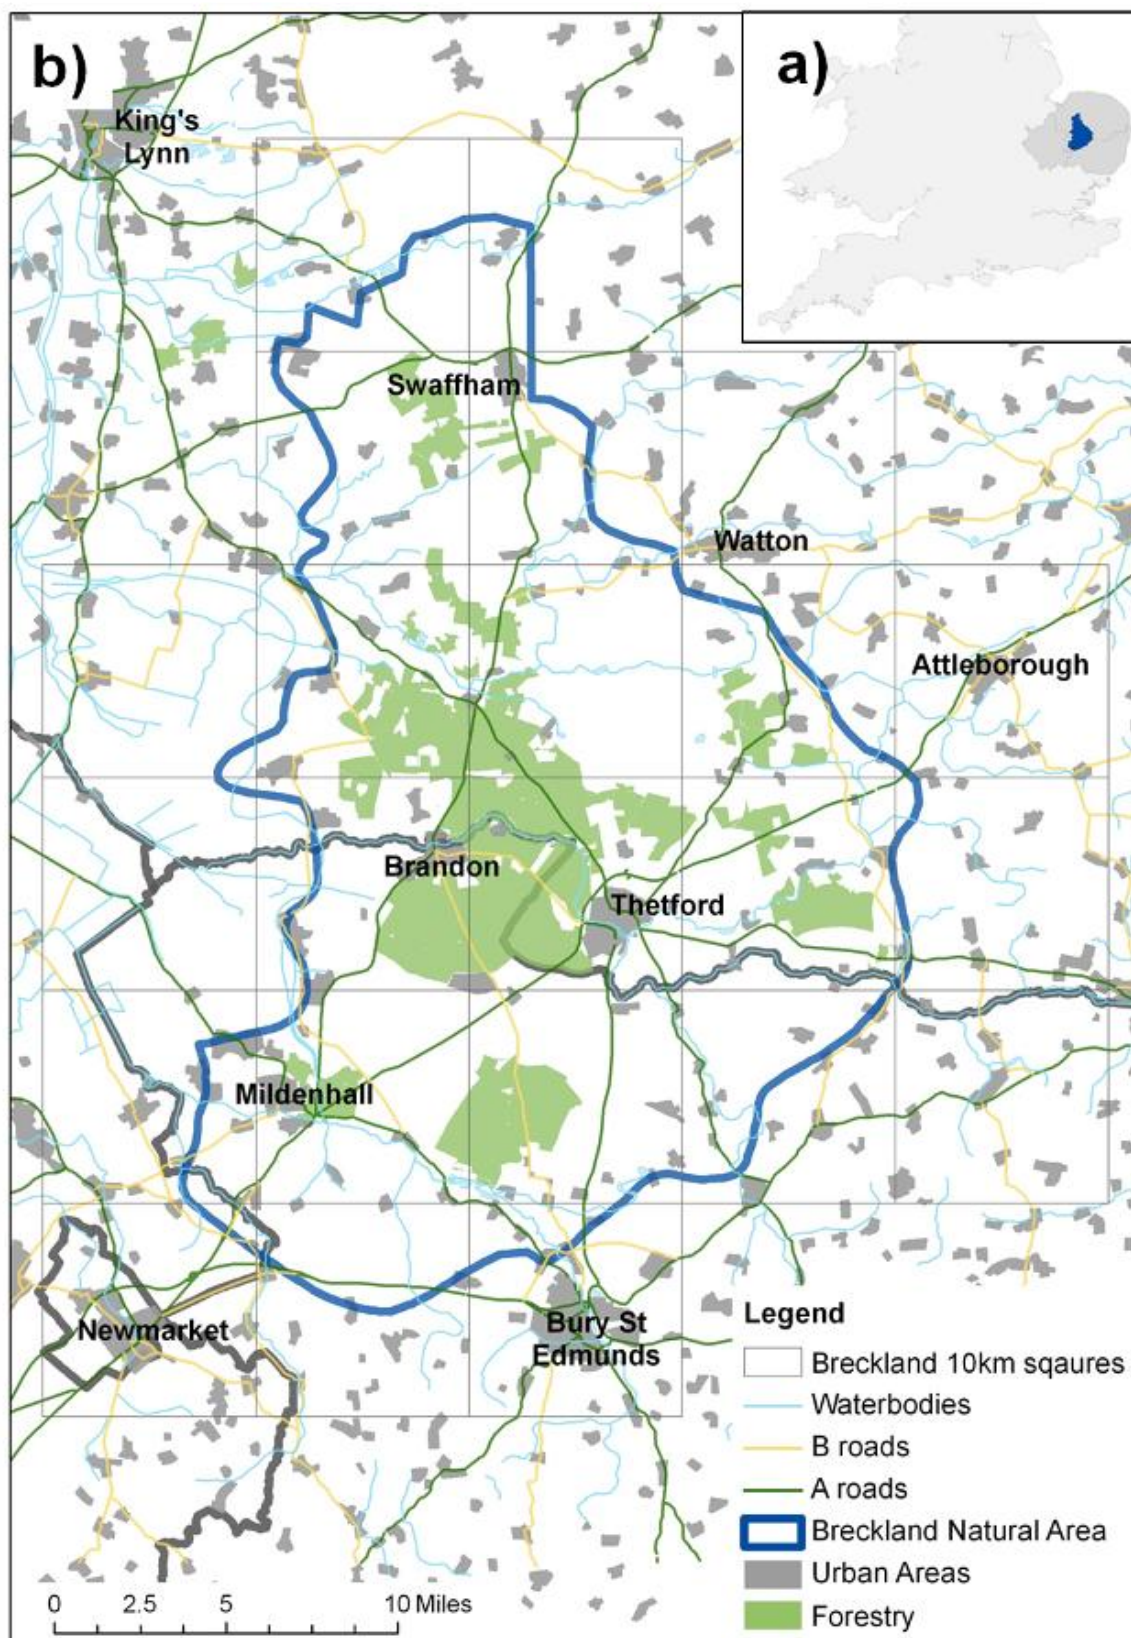 b)
a)
King's
Lynn
Swaffham
Watton
Attleborough
Brandon
Thetford
Mildenhall
Newmarket
Bury St
Edmunds
Legend
Breckland 10km sqaures
Waterbodies
B roads
A roads
Breckland Natural Area
Urban Areas
Forestry
0 2.5 5 10 Miles